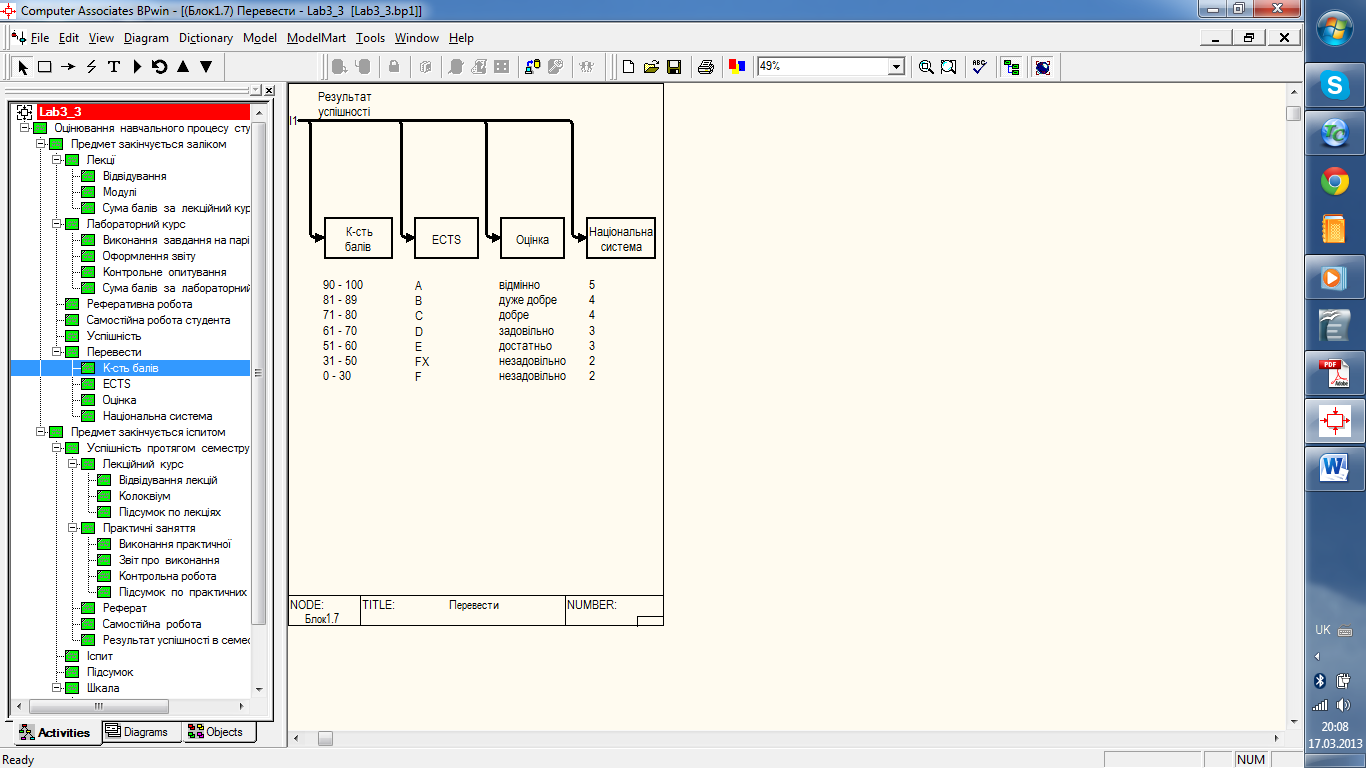 Computer Associates BPwin - [(Блок1.7) Перевести - Lab3_3 [Lab3_3.bp1]]
File Edit View Diagram Dictionary Model ModelMart Tools Window Help
T 49% ABC
Lab3_3
Оцінювання навчального процесу сту
Предмет закінчується заліком
Лекції
Відвідування
Модулі
Сума балів за лекційний кур
Лабораторний курс
Виконання завдання на парі
Оформлення звіту
Контрольне опитування
Сума балів за лабораторний
Реферативна робота
Самостійна робота студента
Успішність
Перевести
К-сть балів
ECTS
Оцінка
Національна система
Предмет закінчується іспитом
Успішність протягом семестру
Лекційний курс
Відвідування лекцій
Колоквіум
Підсумок по лекціях
Практичні заняття
Виконання практичної
Звіт про виконання
Контрольна робота
Підсумок по практичних
Реферат
Самостійна робота
Результат успішності в семес
Іспит
Підсумок
Шкала
Activities Diagrams Objects
Результат
успішності
I1
К-сть
балів
ECTS
Оцінка
Національна
система
90 - 100 A відмінно 5
81 - 89 B дуже добре 4
71 - 80 C добре 4
61 - 70 D задовільно 3
51 - 60 E достатньо 3
31 - 50 FX незадовільно 2
0 - 30 F незадовільно 2
NODE: TITLE: Перевести NUMBER:
Блок1.7
Ready
NUM
PDF
Adobe
UK
20:08
17.03.2013